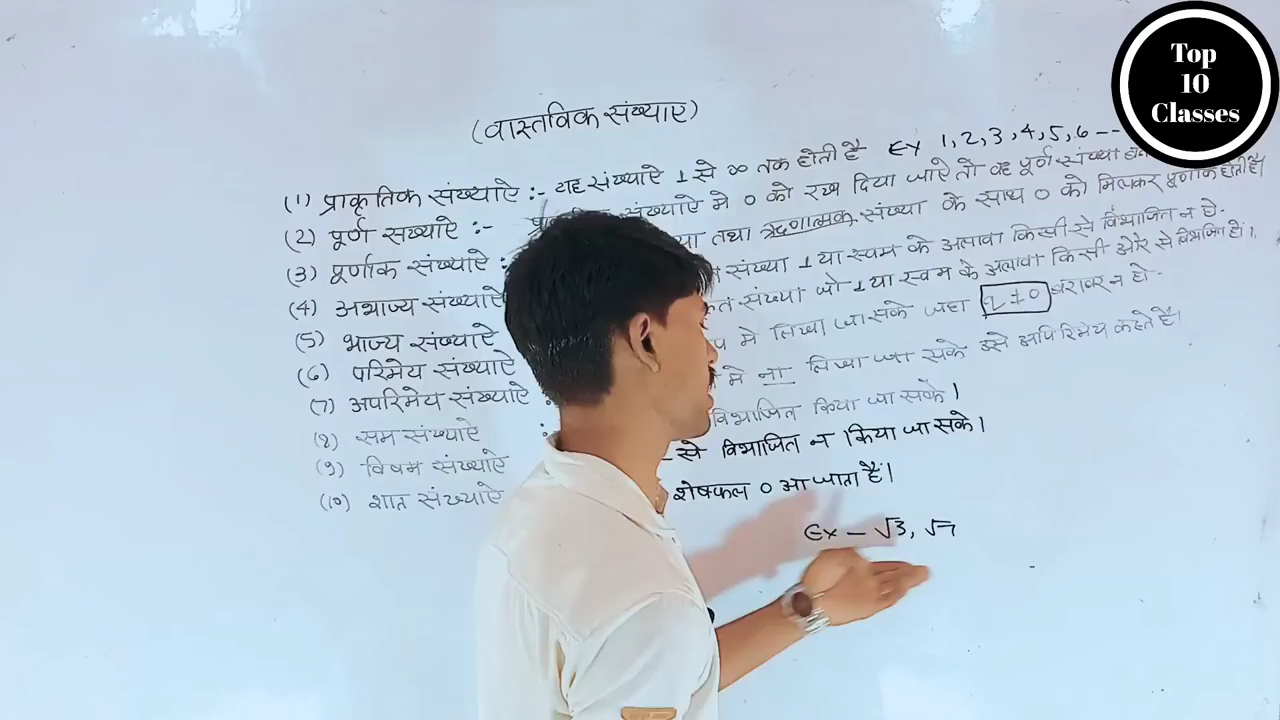 Top
10
Classes
(वास्तविक संख्याए)
(1) प्राकृतिक संख्याऐ :- यह संख्याऐ 1 से ∞ तक होती है Ex 1,2,3,4,5,6 --
(2) पूर्ण सख्याऐ :- संख्याऐ मे 0 को रख दिया जाऐ तो वह पूर्ण संख्या
(3) पूर्णाक संख्याऐ : तथा ऋणात्मक संख्या के साथ 0 को मिलकर पूर्णाक होती है।
(4) अभाज्य संख्याऐ संख्या 1 या स्वम के अलावा किसी से विभाजित न हो.
(5) भाज्य संख्याऐ संख्या जो 1 या स्वम के अलावा किसी और से विभाजित हो।
(6) परिमेय संख्याऐ मे लिखा जा सके जहा q≠0 बराबर न हो.
(7) अपरिमेय संख्याऐ : मे ना लिखा जा सके उसे अपरिमेय कहते है।
(8) सम संख्याऐ : विभाजित किया जा सके।
(9) विषम संख्याऐ से विभाजित न किया जा सके।
(10) शात संख्याऐ शेषफल 0 आ जाता है।
Ex - √3, √7